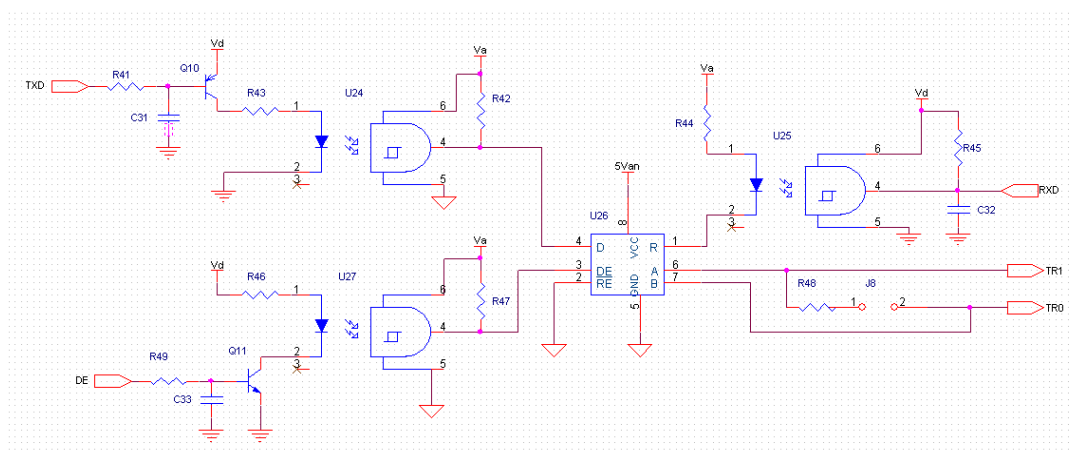 Vd
Va
Q10
TXD
R41
R43
1
U24
6
R42
C31
4
2
3
5
Va
R44
Vd
U25
1
6
R45
4
RXD
2
3
5
C32
5Van
U26
8
4 D VCC R 1
3 DE A 6
2 RE B 7
GND
5
TR1
R48
J8
1
2
TR0
Vd
R46
1
U27
Va
6
R47
4
2
3
5
R49
Q11
DE
C33